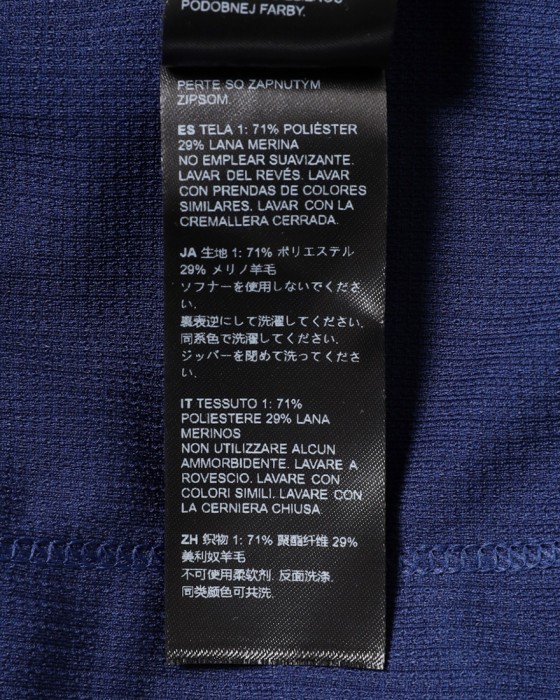 PODOBNEJ FARBY.
PERTE SO ZAPNUTÝM
ZIPSOM.
ES TELA 1: 71% POLIÉSTER
29% LANA MERINA
NO EMPLEAR SUAVIZANTE.
LAVAR DEL REVÉS. LAVAR
CON PRENDAS DE COLORES
SIMILARES. LAVAR CON LA
CREMALLERA CERRADA.
JA 生地 1: 71% ポリエステル
29% メリノ羊毛
ソフナーを使用しないでくださ
い.
裏表逆にして洗濯してください.
同系色で洗濯してください.
ジッパーを閉めて洗ってくださ
い.
IT TESSUTO 1: 71%
POLIESTERE 29% LANA
MERINOS
NON UTILIZZARE ALCUN
AMMORBIDENTE. LAVARE A
ROVESCIO. LAVARE CON
COLORI SIMILI. LAVARE CON
LA CERNIERA CHIUSA
ZH 织物 1: 71% 聚酯纤维 29%
美利奴羊毛
不可使用柔软剂. 反面洗涤.
同类颜色可共洗.